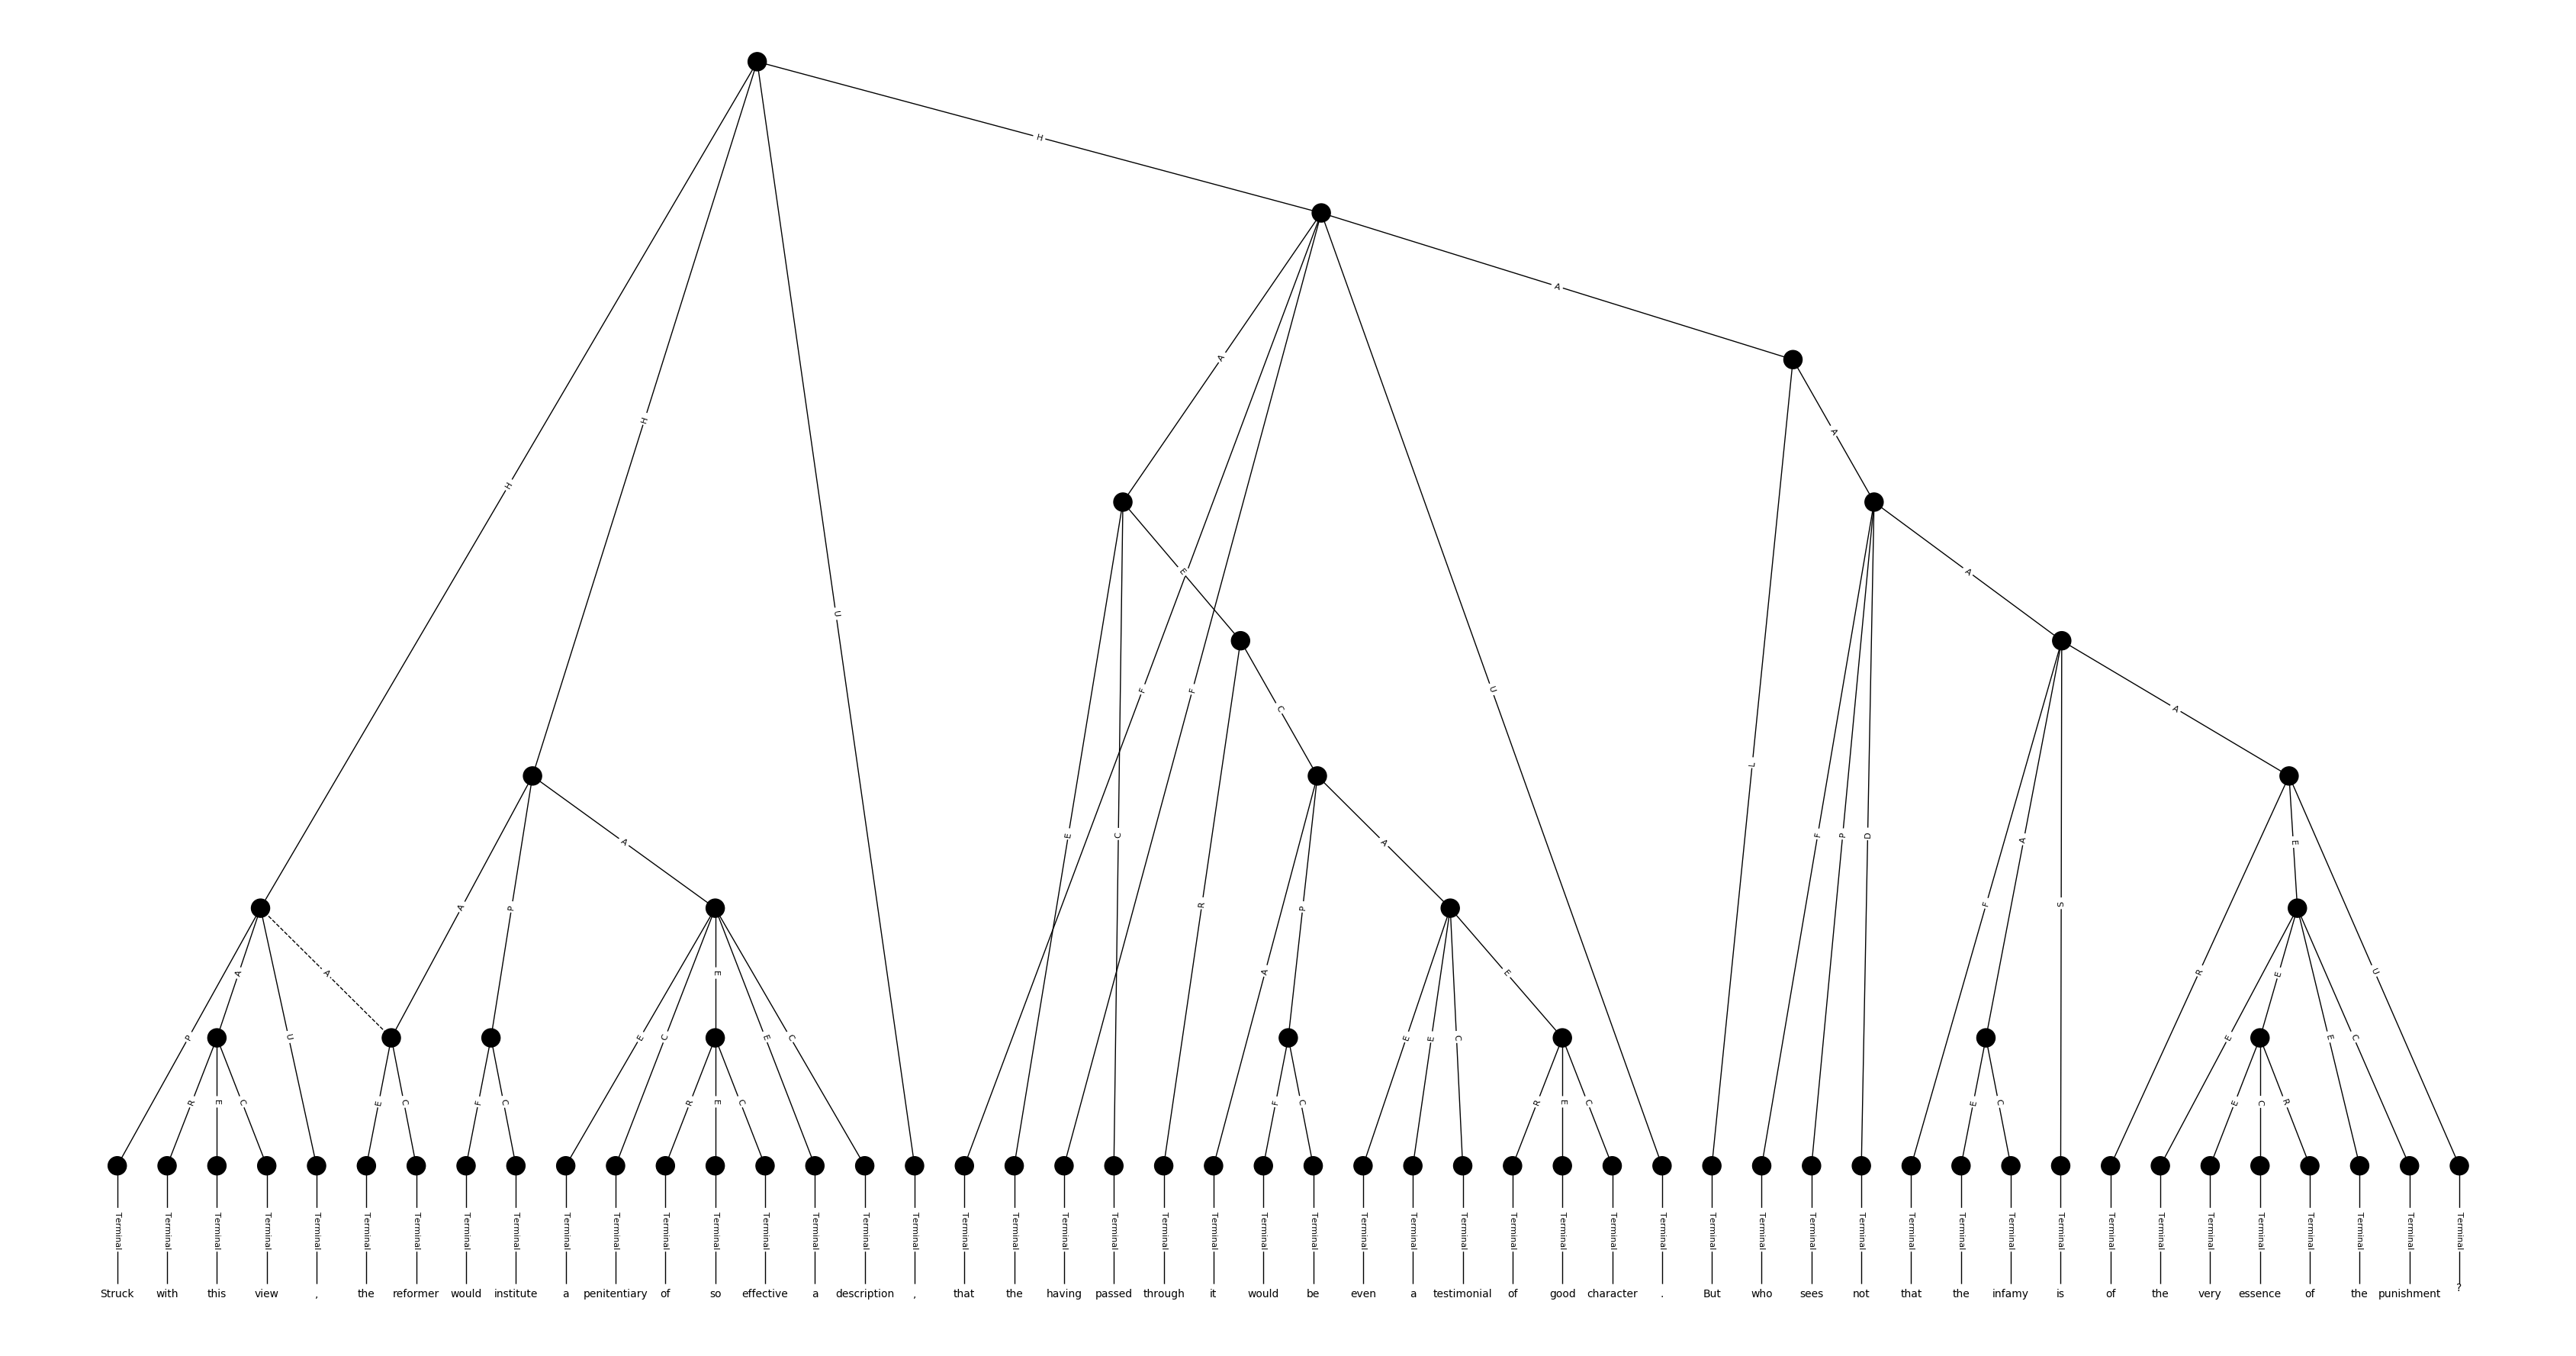 H
A
A
A
H
H
E
A
U
F
F
C
A
U
L
E
C
F
P
D
A
A
E
A
P
R
A
P
A
F
A
S
P
A
A
U
E
C
E
E
C
A
E
E
C
E
R
E
E
E
C
U
R
E
C
E
C
F
C
R
E
C
F
C
R
E
C
E
C
E
C
R
Terminal Terminal Terminal Terminal Terminal Terminal Terminal Terminal Terminal Terminal Terminal Terminal Terminal Terminal Terminal Terminal Terminal Terminal Terminal Terminal Terminal Terminal Terminal Terminal Terminal Terminal Terminal Terminal Terminal Terminal Terminal Terminal Terminal Terminal Terminal Terminal Terminal Terminal Terminal Terminal Terminal Terminal Terminal Terminal Terminal Terminal Terminal Terminal
Struck with this view , the reformer would institute a penitentiary of so effective a description , that the having passed through it would be even a testimonial of good character . But who sees not that the infamy is of the very essence of the punishment ?